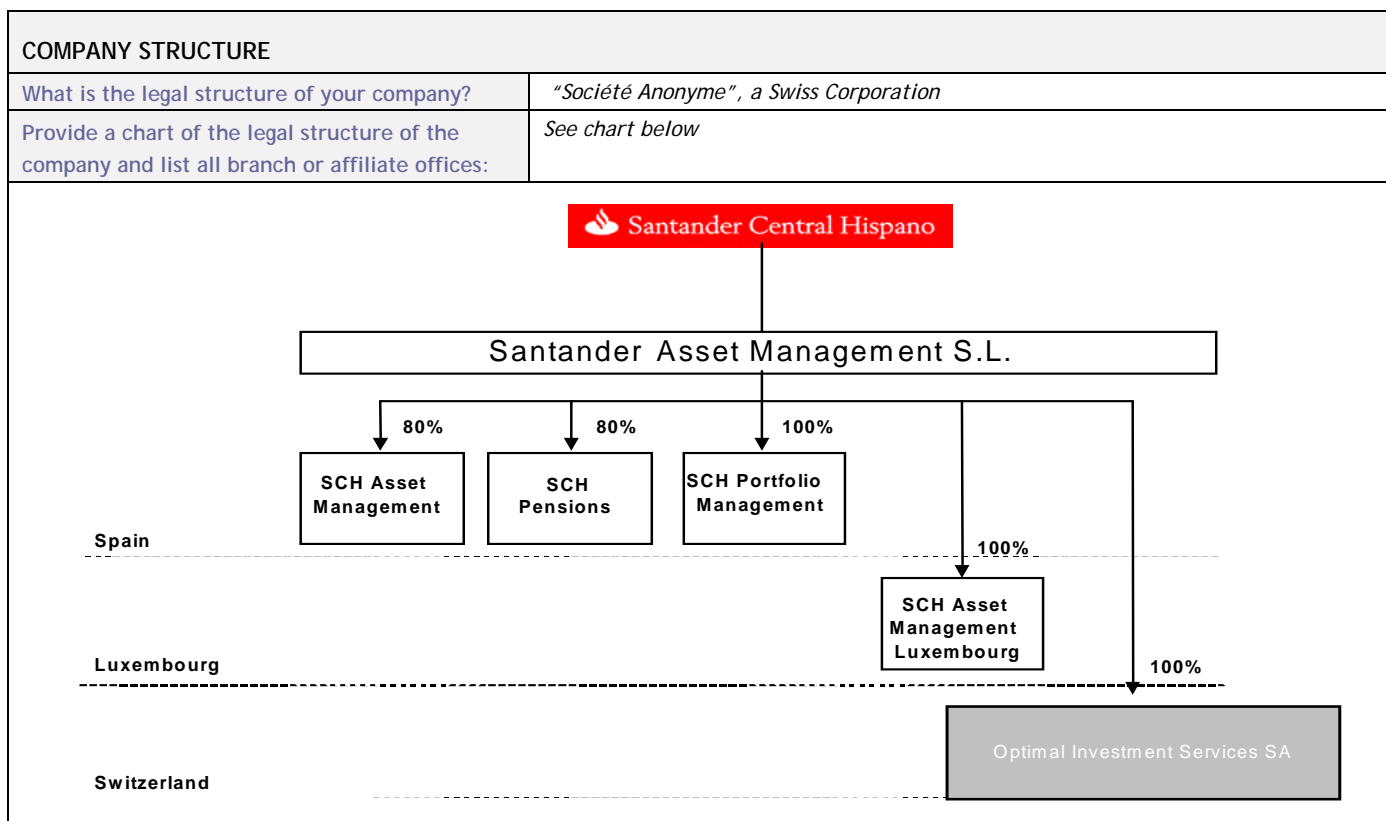 COMPANY STRUCTURE
What is the legal structure of your company?
“Société Anonyme”, a Swiss Corporation
Provide a chart of the legal structure of the
company and list all branch or affiliate offices:
See chart below
Santander Central Hispano
Santander Asset Management S.L.
80%
80%
100%
SCH Asset
Management
SCH
Pensions
SCH Portfolio
Management
Spain
100%
SCH Asset
Management
Luxembourg
Luxembourg
100%
Optimal Investment Services SA
Switzerland